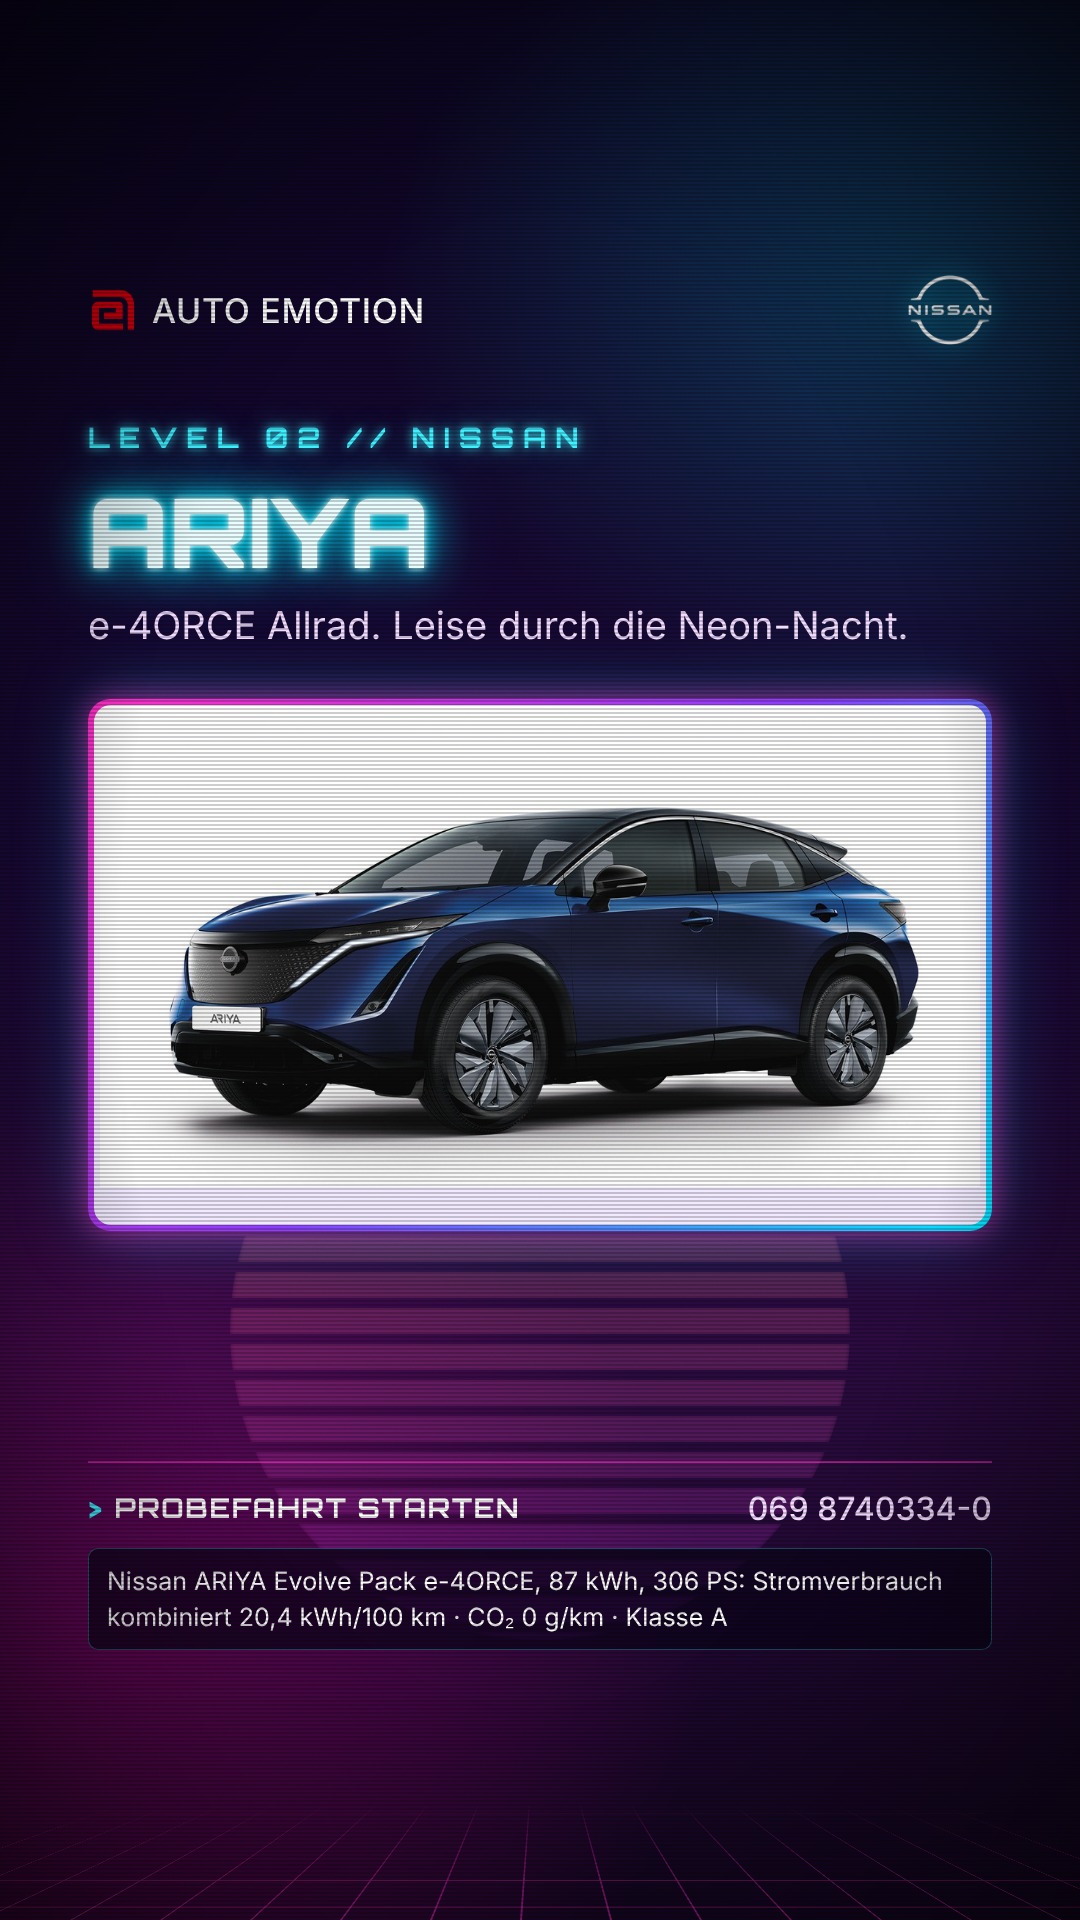 AUTO EMOTION
NISSAN
LEVEL 02 // NISSAN
ARIYA
e-4ORCE Allrad. Leise durch die Neon-Nacht.
ARIYA
> PROBEFAHRT STARTEN
069 8740334-0
Nissan ARIYA Evolve Pack e-4ORCE, 87 kWh, 306 PS: Stromverbrauch
kombiniert 20,4 kWh/100 km · CO₂ 0 g/km · Klasse A